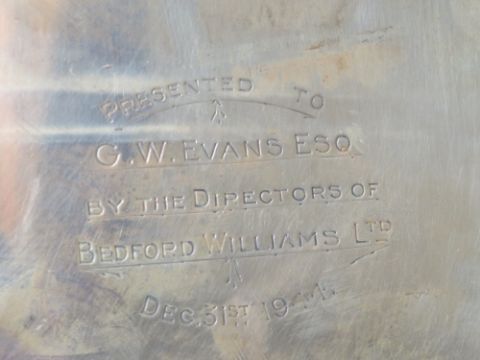 PRESENTED TO
G.W. EVANS ESQ.
BY THE DIRECTORS OF
BEDFORD WILLIAMS LTD
DEC. 31ST